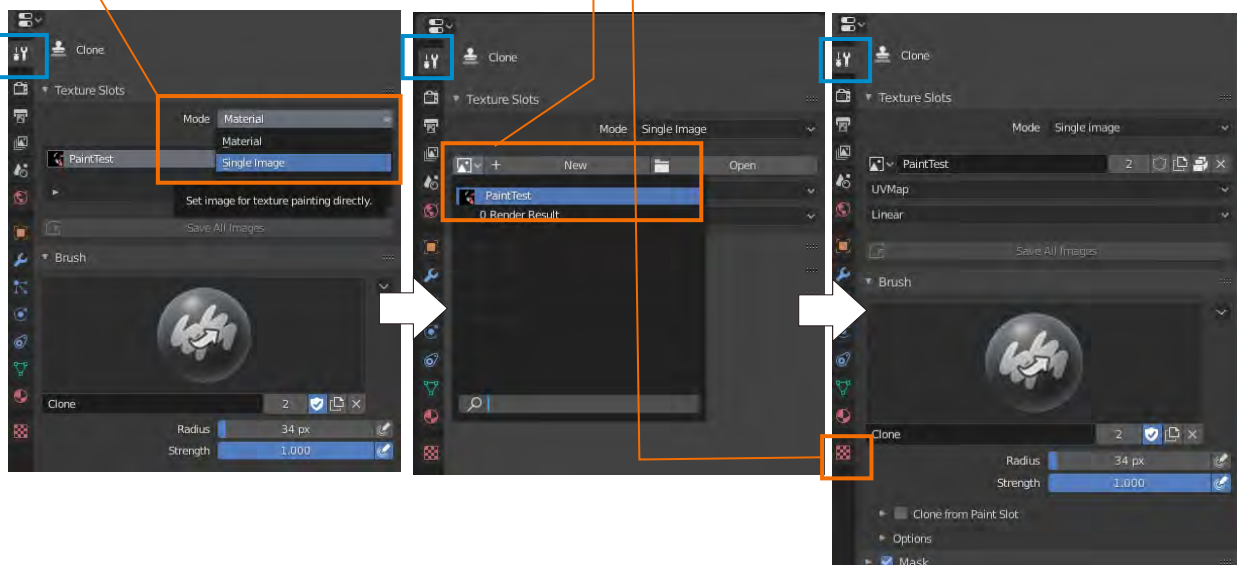 Clone
Texture Slots
Mode Material
Material
Single Image
PaintTest
Set image for texture painting directly.
Save All Images
Brush
Clone 2
Radius 34 px
Strength 1.000
Clone
Texture Slots
Mode Single Image
+ New Open
PaintTest
0 Render Result
Clone
Texture Slots
Mode Single image
PaintTest 2
UVMap
Linear
Save All Images
Brush
Clone 2
Radius 34 px
Strength 1.000
Clone from Paint Slot
Options
Mask